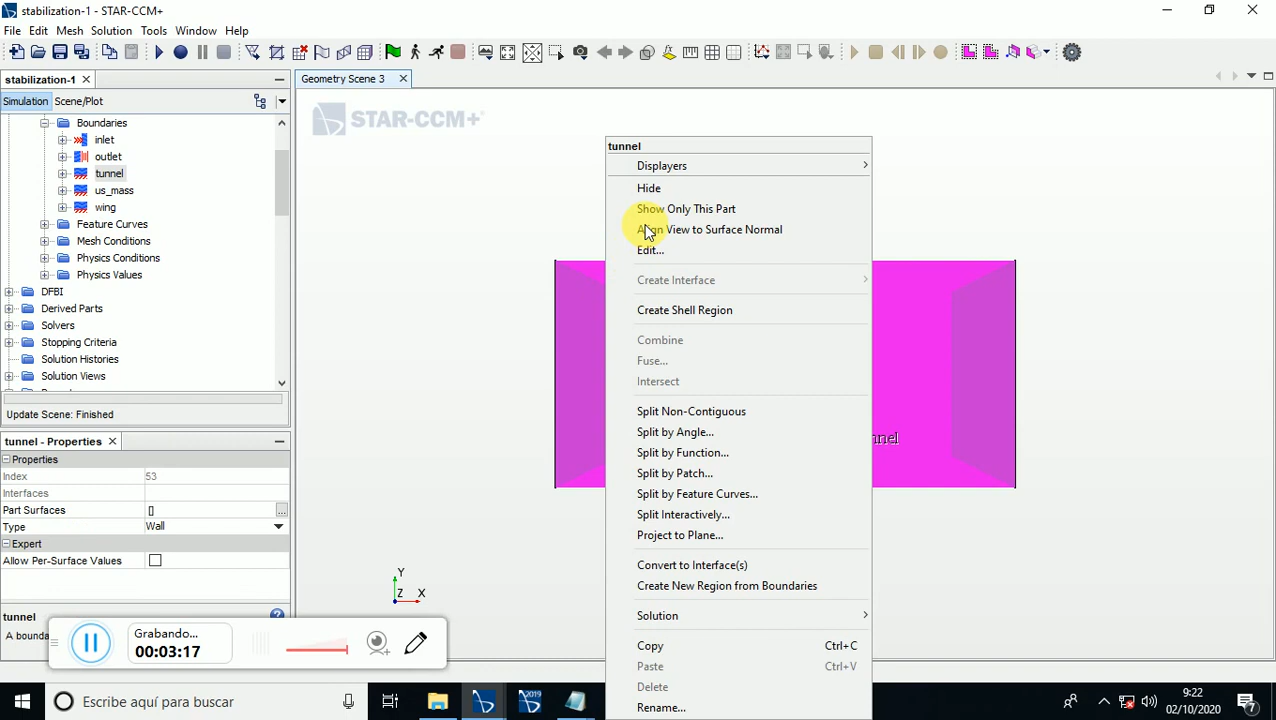 stabilization-1 - STAR-CCM+
File Edit Mesh Solution Tools Window Help
stabilization-1
Geometry Scene 3
Simulation Scene/Plot
STAR-CCM+
Boundaries
inlet
outlet
tunnel
us_mass
wing
Feature Curves
Mesh Conditions
Physics Conditions
Physics Values
DFBI
Derived Parts
Solvers
Stopping Criteria
Solution Histories
Solution Views
Update Scene: Finished
tunnel - Properties
Properties
Index 53
Interfaces
Part Surfaces []
Type Wall
Expert
Allow Per-Surface Values
tunnel
A bounda
tunnel
Displayers
Hide
Show Only This Part
Align View to Surface Normal
Edit...
Create Interface
Create Shell Region
Combine
Fuse...
Intersect
Split Non-Contiguous
Split by Angle...
Split by Function...
Split by Patch...
Split by Feature Curves...
Split Interactively...
Project to Plane...
Convert to Interface(s)
Create New Region from Boundaries
Solution
Copy Ctrl+C
Paste Ctrl+V
Delete
Rename...
nnel
Y
Z X
Grabando...
00:03:17
Escribe aquí para buscar
2019
9:22
02/10/2020
7